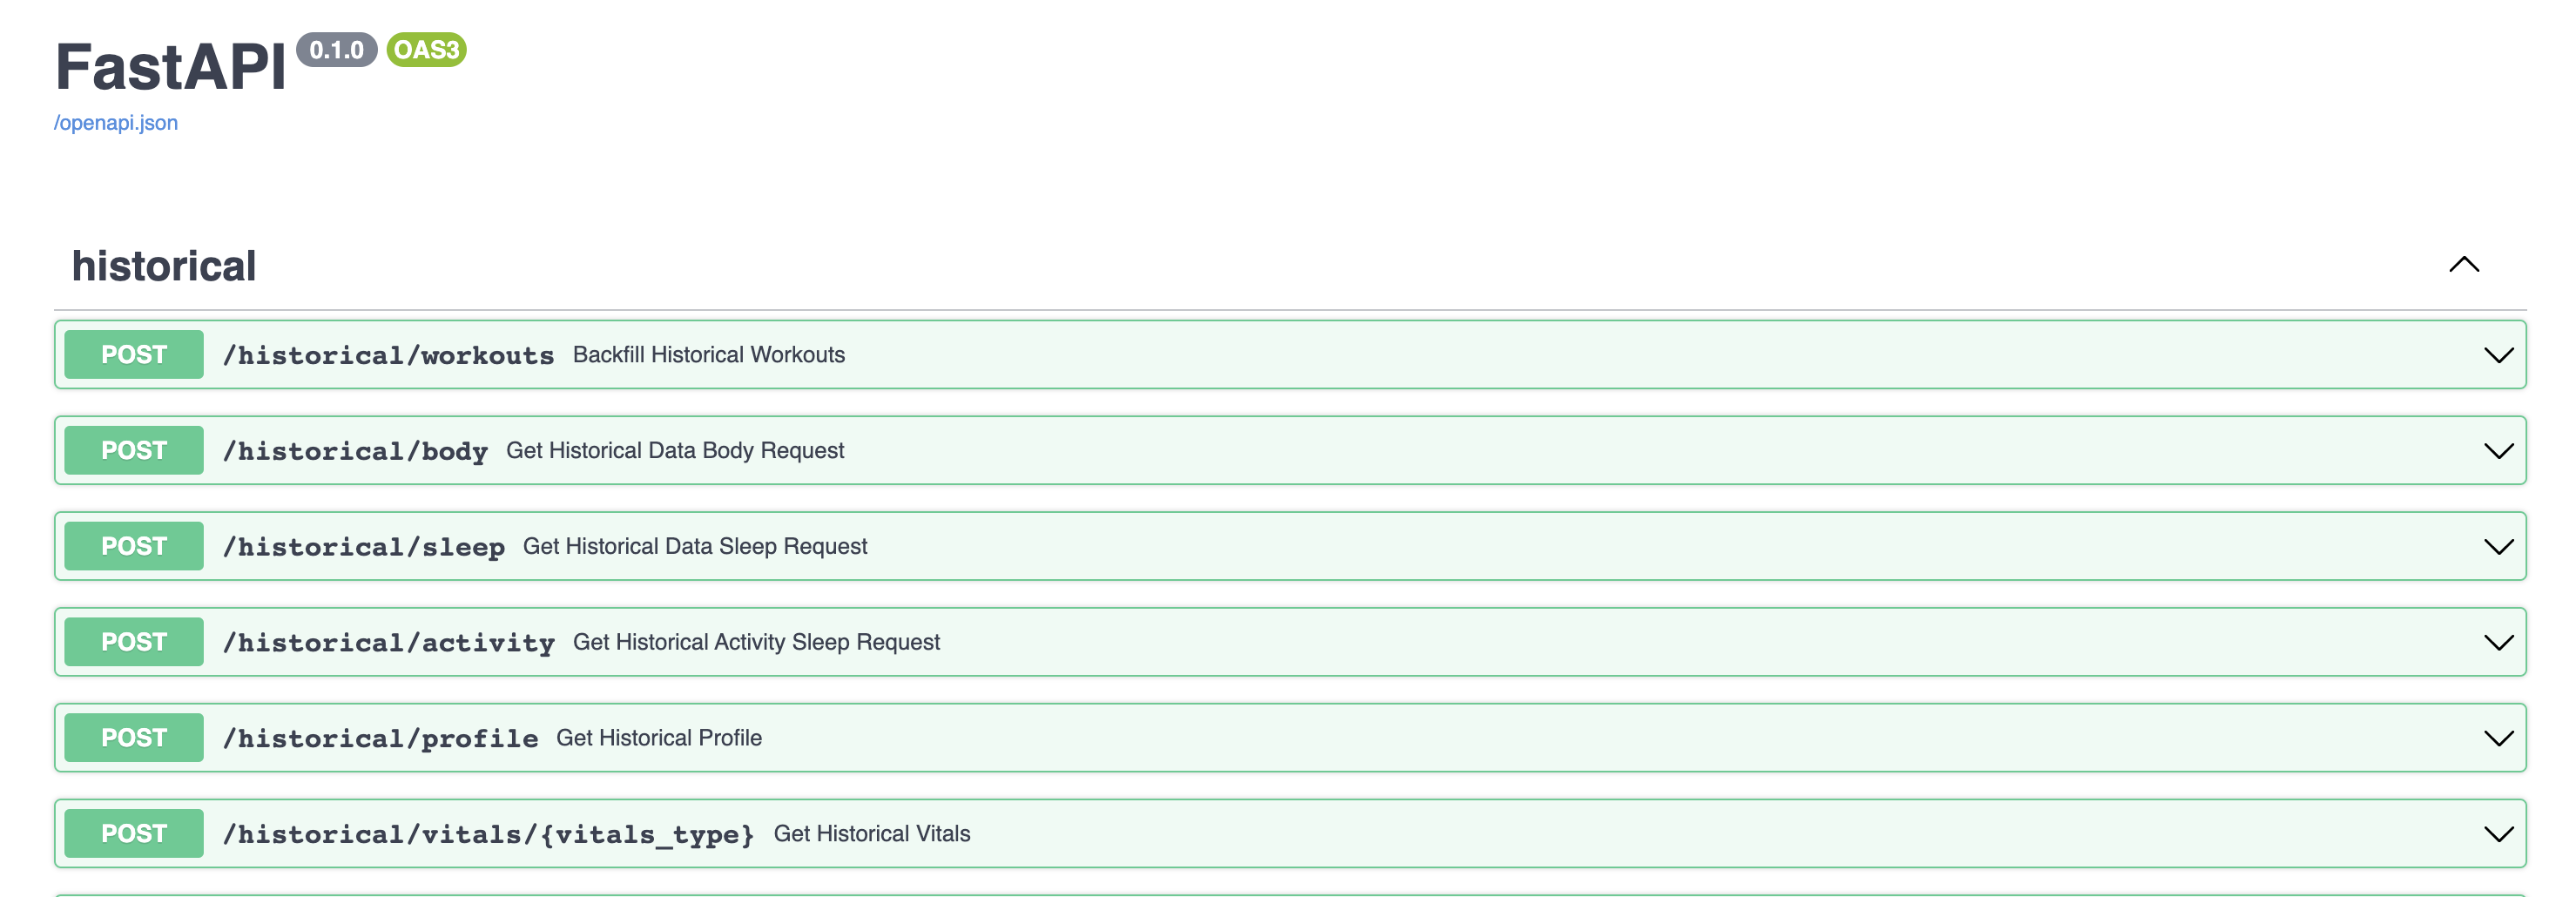 FastAPI 0.1.0 OAS3
/openapi.json
historical
POST /historical/workouts Backfill Historical Workouts
POST /historical/body Get Historical Data Body Request
POST /historical/sleep Get Historical Data Sleep Request
POST /historical/activity Get Historical Activity Sleep Request
POST /historical/profile Get Historical Profile
POST /historical/vitals/{vitals_type} Get Historical Vitals